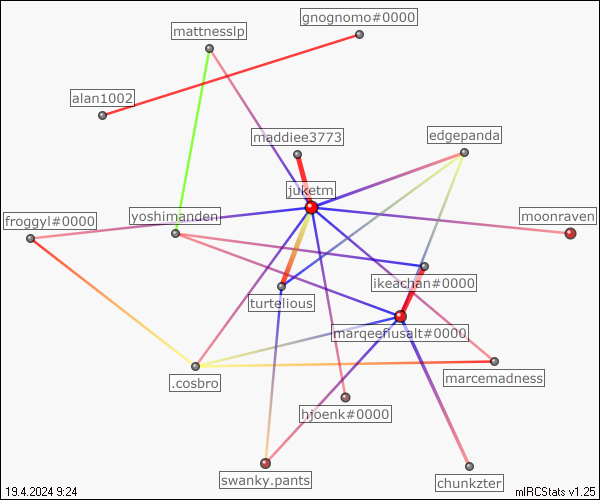 gnognomo#0000
mattnesslp
alan1002
maddiee3773
edgepanda
juketm
froggyl#0000
yoshimanden
moonraven
ikeachan#0000
turtelious
marqeefiusalt#0000
.cosbro
marcemadness
hjoenk#0000
swanky.pants
chunkzter
19.4.2024 9:24
mIRCStats v1.25